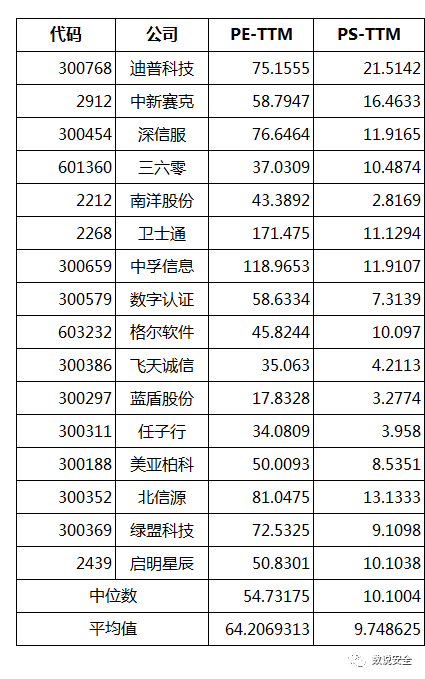 代码 公司 PE-TTM PS-TTM
300768 迪普科技 75.1555 21.5142
2912 中新赛克 58.7947 16.4633
300454 深信服 76.6464 11.9165
601360 三六零 37.0309 10.4874
2212 南洋股份 43.3892 2.8169
2268 卫士通 171.475 11.1294
300659 中孚信息 118.9653 11.9107
300579 数字认证 58.6334 7.3139
603232 格尔软件 45.8244 10.097
300386 飞天诚信 35.063 4.2113
300297 蓝盾股份 17.8328 3.2774
300311 任子行 34.0809 3.958
300188 美亚柏科 50.0093 8.5351
300352 北信源 81.0475 13.1333
300369 绿盟科技 72.5325 9.1098
2439 启明星辰 50.8301 10.1038
中位数 54.73175 10.1004
平均值 64.2069313 9.748625
数说安全